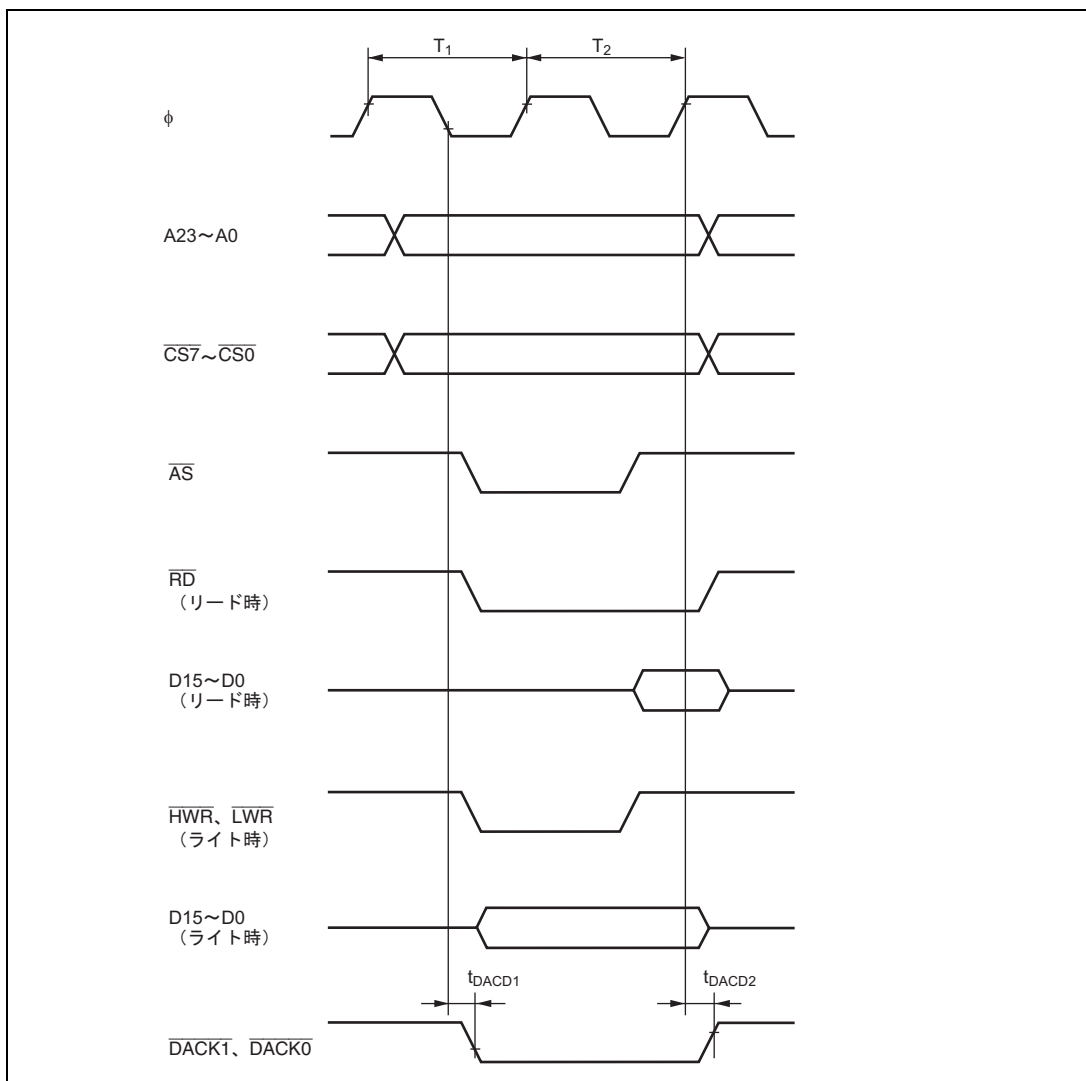 T1 T2
φ
A23～A0
CS7～CS0
AS
RD
（リード時）
D15～D0
（リード時）
HWR、LWR
（ライト時）
D15～D0
（ライト時）
tDACD1 tDACD2
DACK1、DACK0